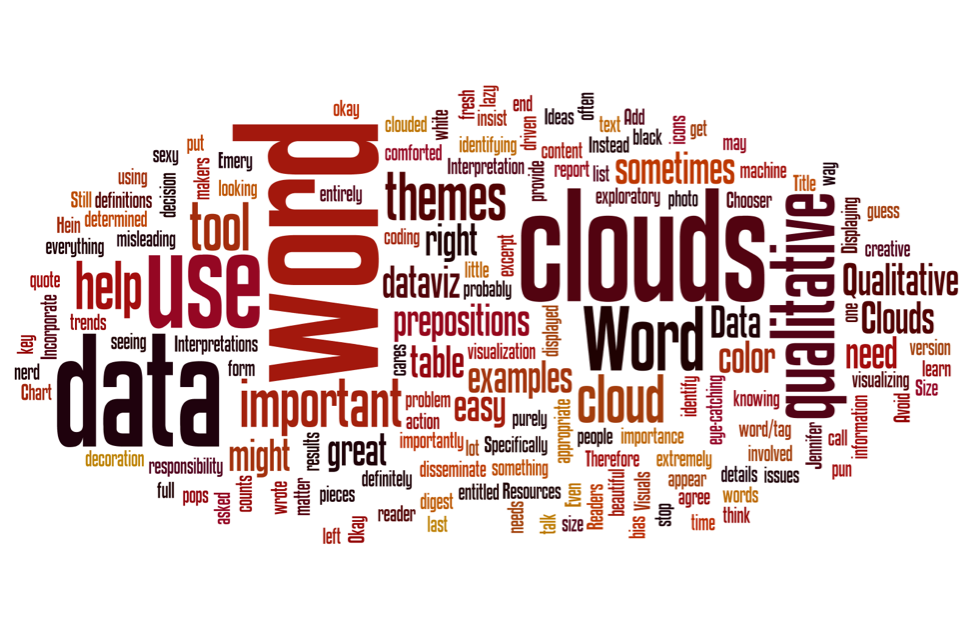 okay
fresh
lazy
insist
end
driven
Ideas
often
clouded
white
text
Add
icons
get
put
sexy
makers
Emery
word
comforted
identifying
Interpretation
provide
content
Instead
black
may
report
list
sometimes
machine
using
decision
looking
entirely
themes
exploratory
photo
Chooser
Title
way
Still
definitions
Hein
determined
tool
coding
right
excerpt
clouds
qualitative
Displaying
guess
everything
misleading
creative
quote
help
use
dataviz
little
probably
Qualitative
Incorporate
trends
prepositions
displayed
Word
Data
one
Clouds
key
seeing
Interpretations
cares
table
visualization
color
need
version
nerd
data
form
examples
learn
Chart
important
problem
action
easy
purely
appropriate
cloud
identify
eye-catching
knowing
visualizing
Size
Avoid
might
results
great
importantly
lot
Specifically
people
importance
word/tag
involved
Jennifer
call
information
decoration
responsibility
definitely
disseminate
something
Therefore
extremely
details
issues
pun
full
pops
asked
counts
wrote
matter
pieces
reader
digest
entitled
Resources
Even
Readers
beautiful
Visuals
bias
appear
agree
words
left
Okay
last
needs
talk
size
stop
time
think